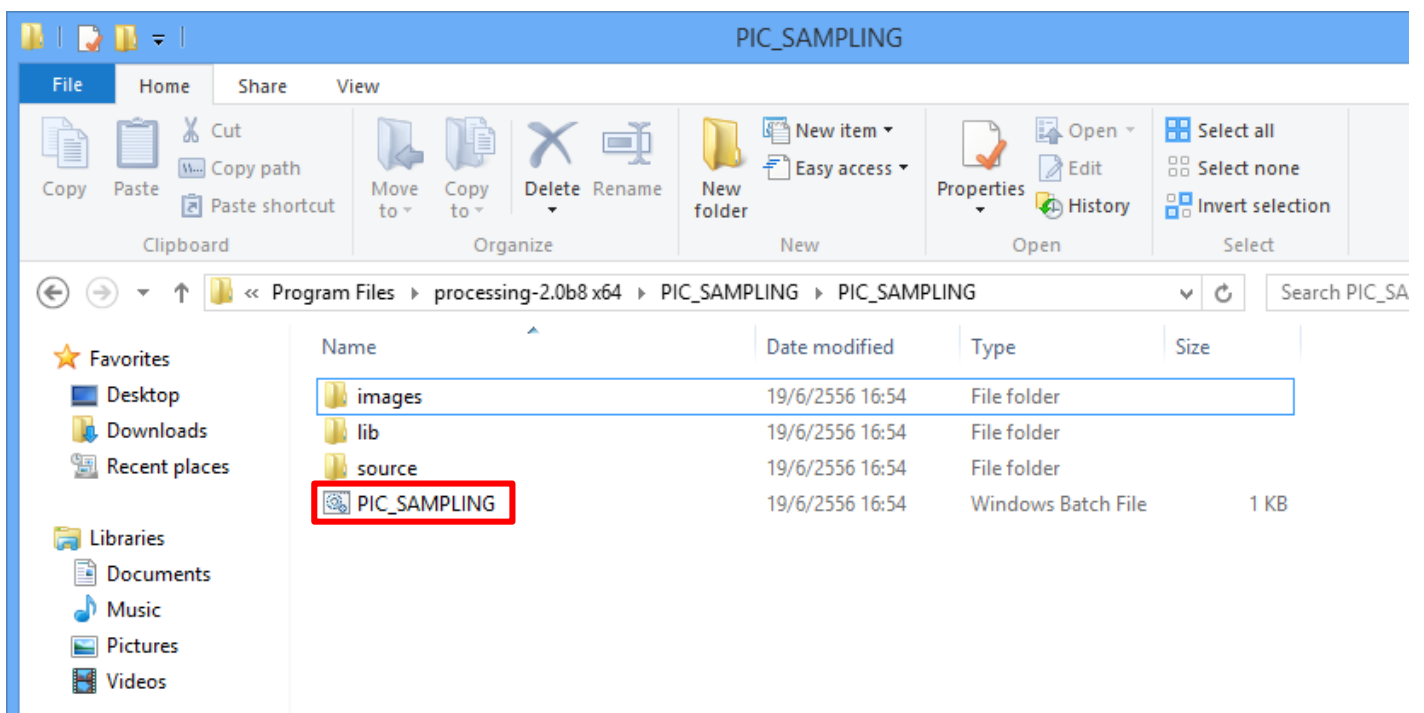 PIC_SAMPLING
File Home Share View
Copy
Paste
Cut
Copy path
Paste shortcut
Clipboard
Move to
Copy to
Delete
Rename
Organize
New folder
New item
Easy access
New
Properties
Open
Edit
History
Open
Select all
Select none
Invert selection
Select
« Program Files processing-2.0b8 x64 PIC_SAMPLING PIC_SAMPLING
Search PIC_SA
Favorites
Desktop
Downloads
Recent places
Libraries
Documents
Music
Pictures
Videos
Name Date modified Type Size
images 19/6/2556 16:54 File folder
lib 19/6/2556 16:54 File folder
source 19/6/2556 16:54 File folder
PIC_SAMPLING 19/6/2556 16:54 Windows Batch File 1 KB